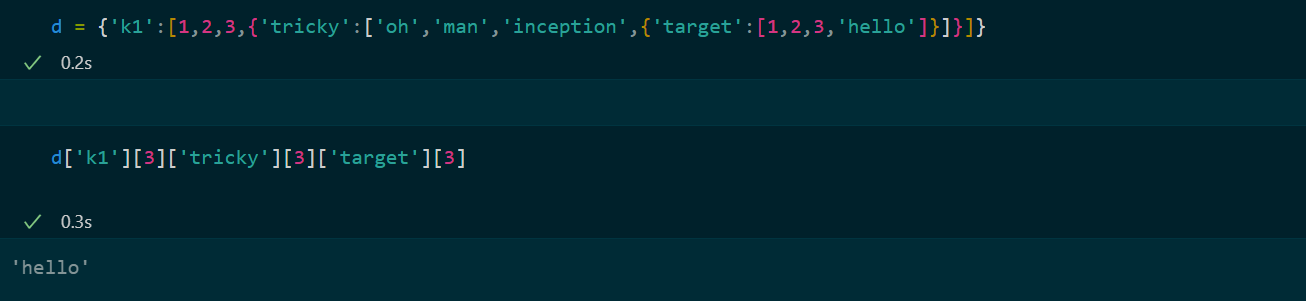 d = {'k1':[1,2,3,{'tricky':['oh','man','inception',{'target':[1,2,3,'hello']}]}]}
0.2s
d['k1'][3]['tricky'][3]['target'][3]
0.3s
'hello'